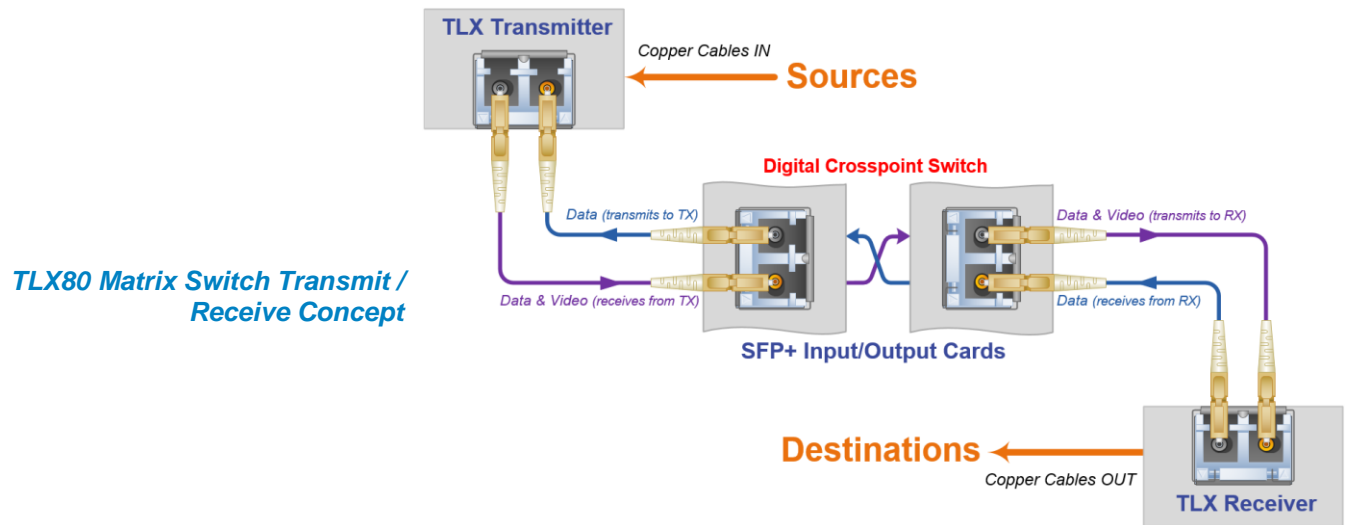 TLX Transmitter
Copper Cables IN
Sources
Digital Crosspoint Switch
Data (transmits to TX)
Data & Video (transmits to RX)
TLX80 Matrix Switch Transmit /
Receive Concept
Data & Video (receives from TX)
Data (receives from RX)
SFP+ Input/Output Cards
Destinations
Copper Cables OUT
TLX Receiver